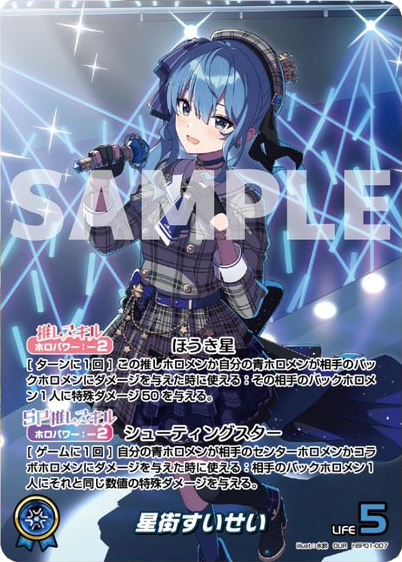 SAMPLE
推しスキル
ホロパワー：-2
ほうき星
[ターンに1回]この推しホロメンか自分の青ホロメンが相手のバッ
クホロメンにダメージを与えた時に使える：その相手のバックホロメ
ン1人に特殊ダメージ50を与える。
SP推しスキル
ホロパワー：-2
シューティングスター
[ゲームに1回]自分の青ホロメンが相手のセンターホロメンかコラ
ボホロメンにダメージを与えた時に使える：相手のバックホロメン1
人にそれと同じ数値の特殊ダメージを与える。
星街すいせい
LIFE 5
illust：水鈴 OUR hBP01-007